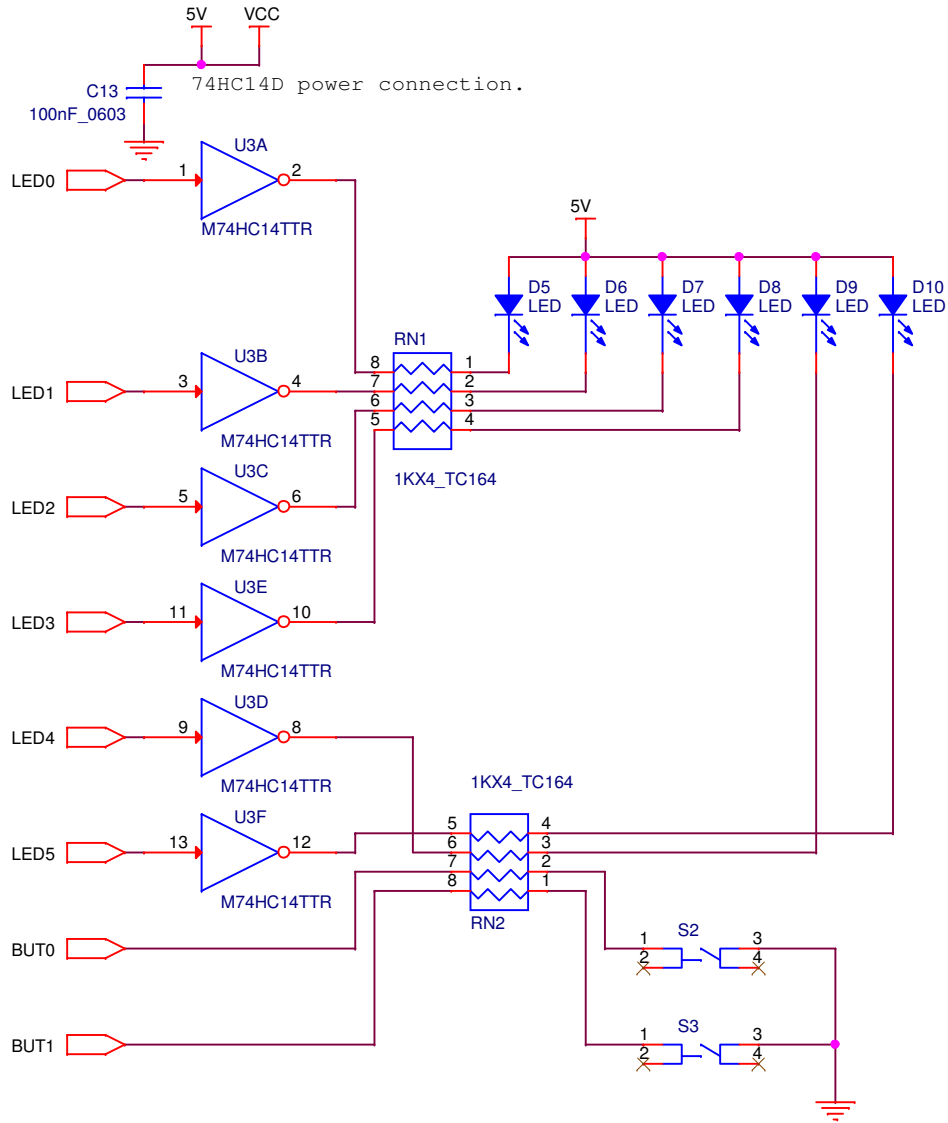 5V VCC
74HC14D power connection.
C13
100nF_0603
U3A
LED0 1 2
M74HC14TTR
5V
D5 D6 D7 D8 D9 D10
LED LED LED LED LED LED
RN1
U3B
8 1
7 2
6 3
5 4
LED1 3 4
M74HC14TTR
1KX4_TC164
U3C
LED2 5 6
M74HC14TTR
U3E
LED3 11 10
M74HC14TTR
U3D
LED4 9 8
M74HC14TTR
1KX4_TC164
U3F
LED5 13 12
M74HC14TTR
5 4
6 3
7 2
8 1
RN2
BUT0
S2
1 3
2 4
BUT1
S3
1 3
2 4